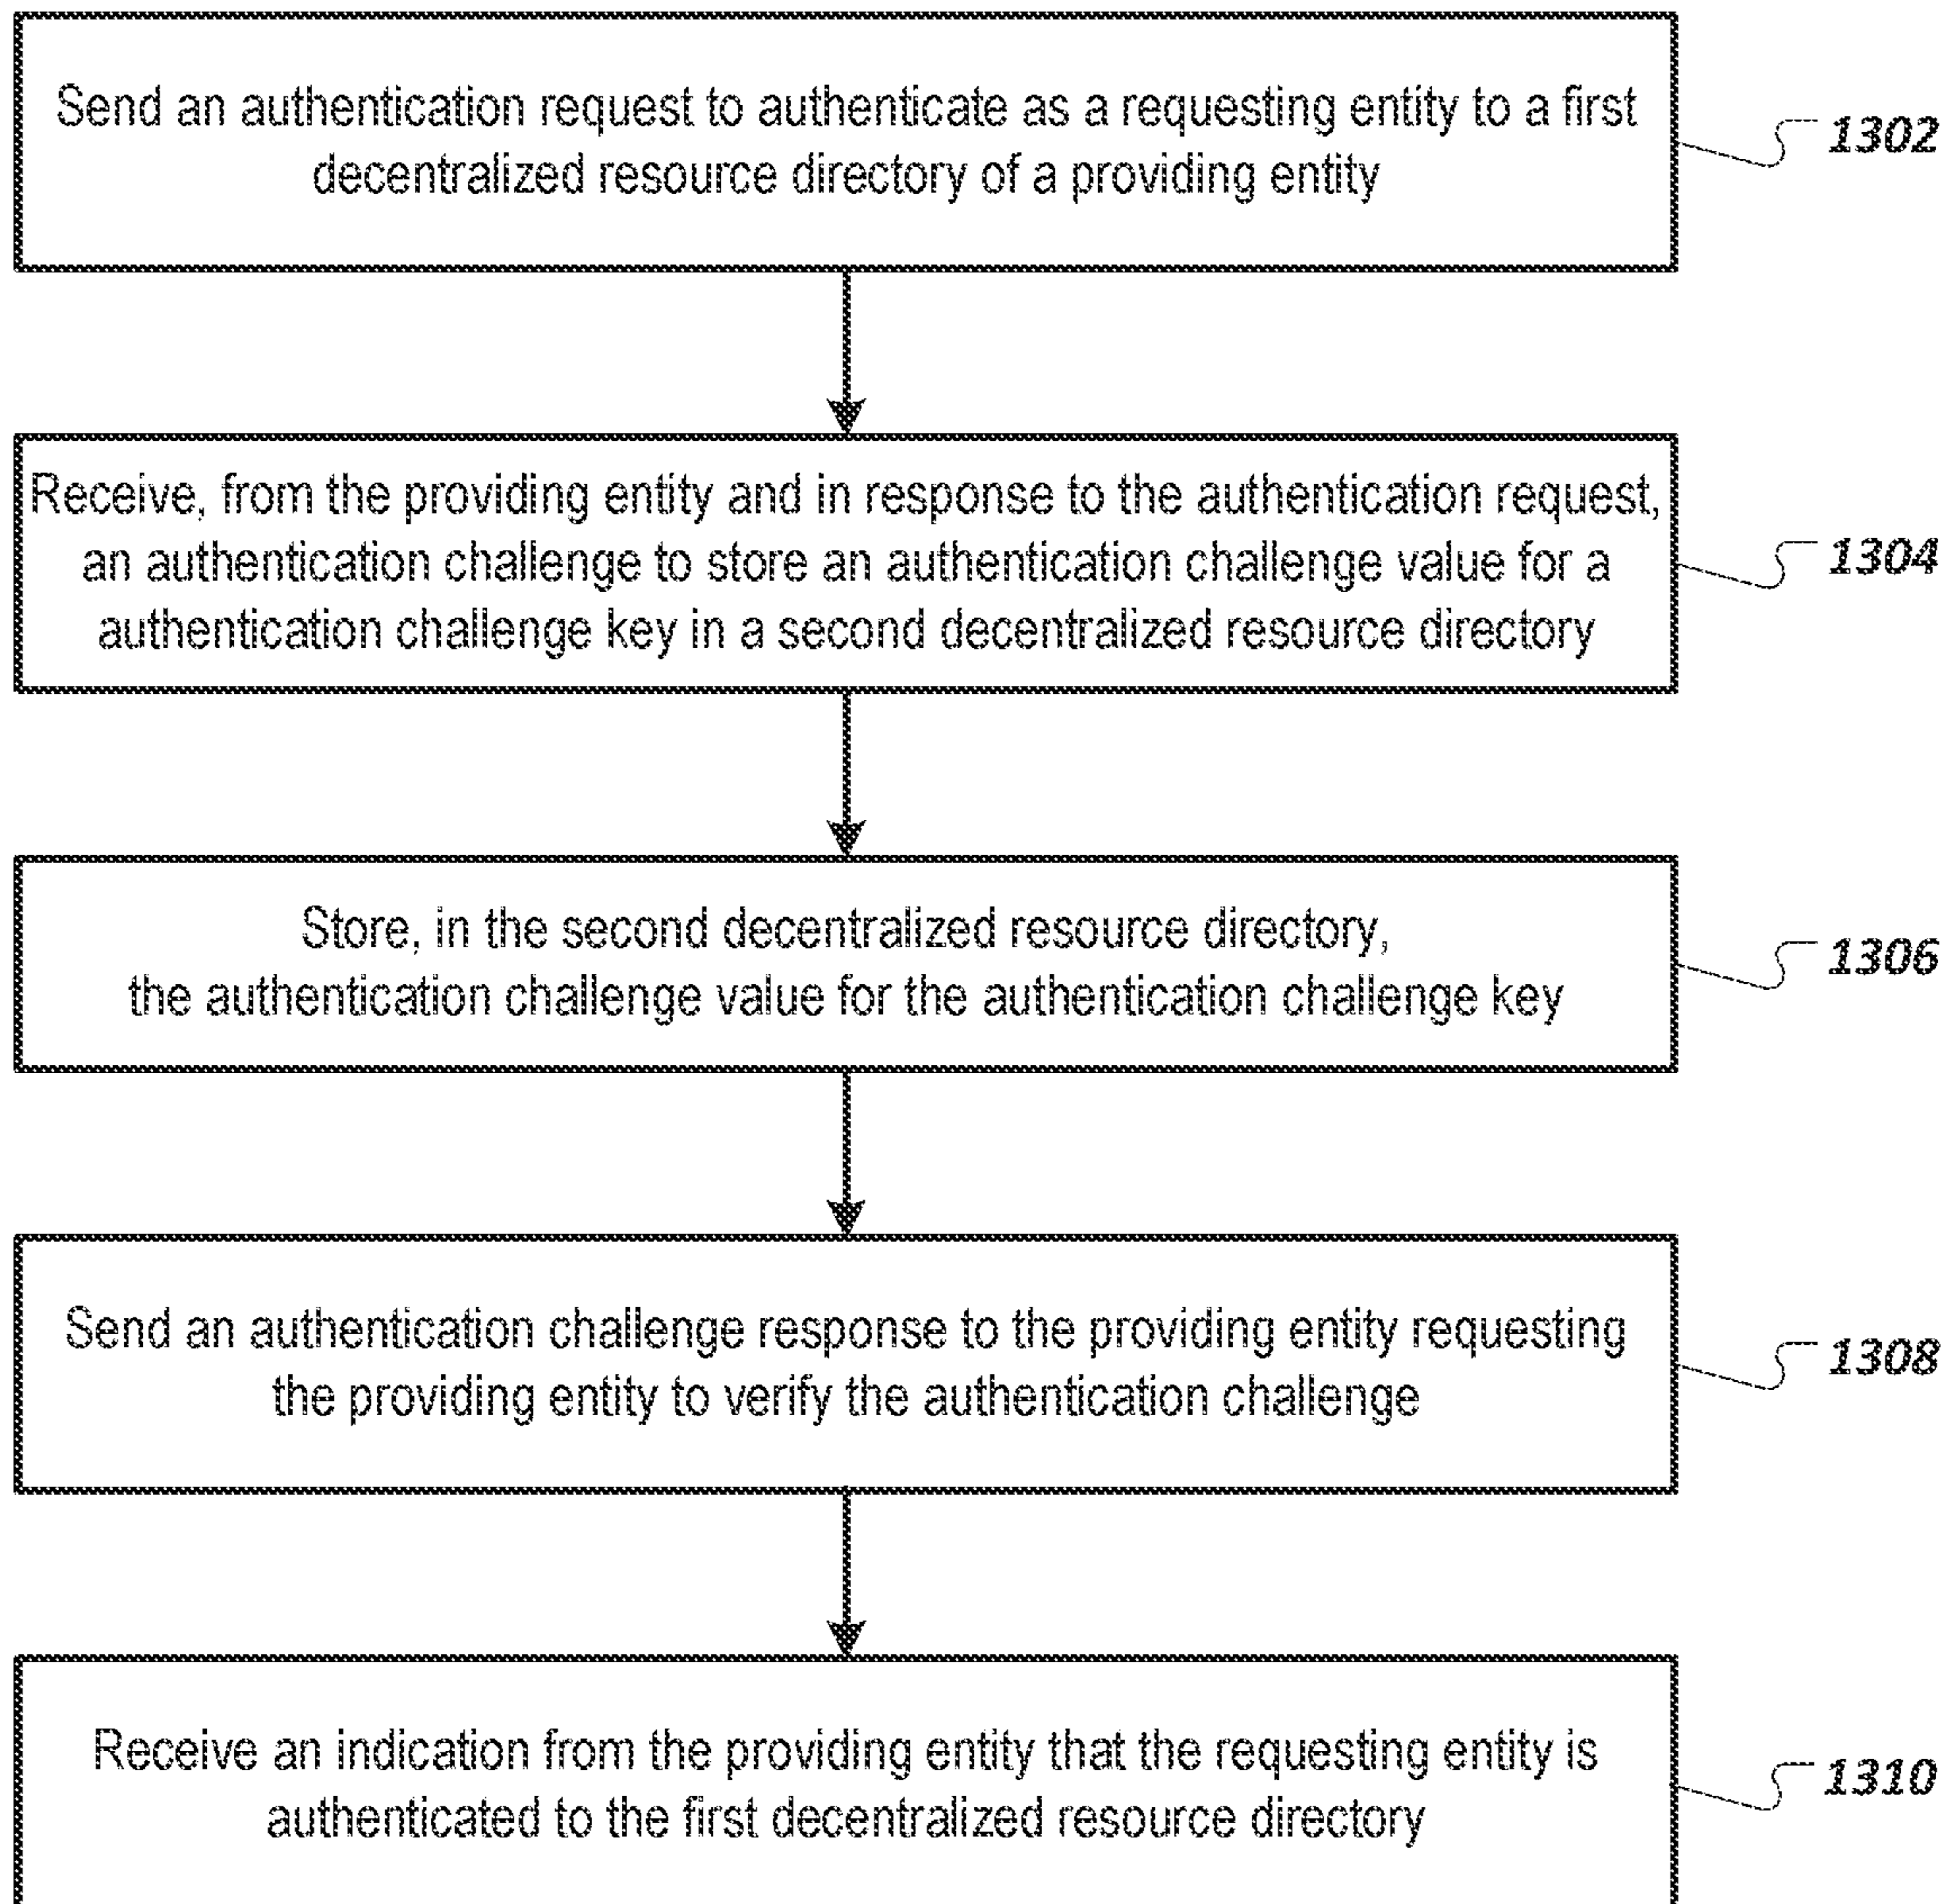 Send an authentication request to authenticate as a requesting entity to a first
decentralized resource directory of a providing entity
1302
Receive, from the providing entity and in response to the authentication request,
an authentication challenge to store an authentication challenge value for a
authentication challenge key in a second decentralized resource directory
1304
Store, in the second decentralized resource directory,
the authentication challenge value for the authentication challenge key
1306
Send an authentication challenge response to the providing entity requesting
the providing entity to verify the authentication challenge
1308
Receive an indication from the providing entity that the requesting entity is
authenticated to the first decentralized resource directory
1310